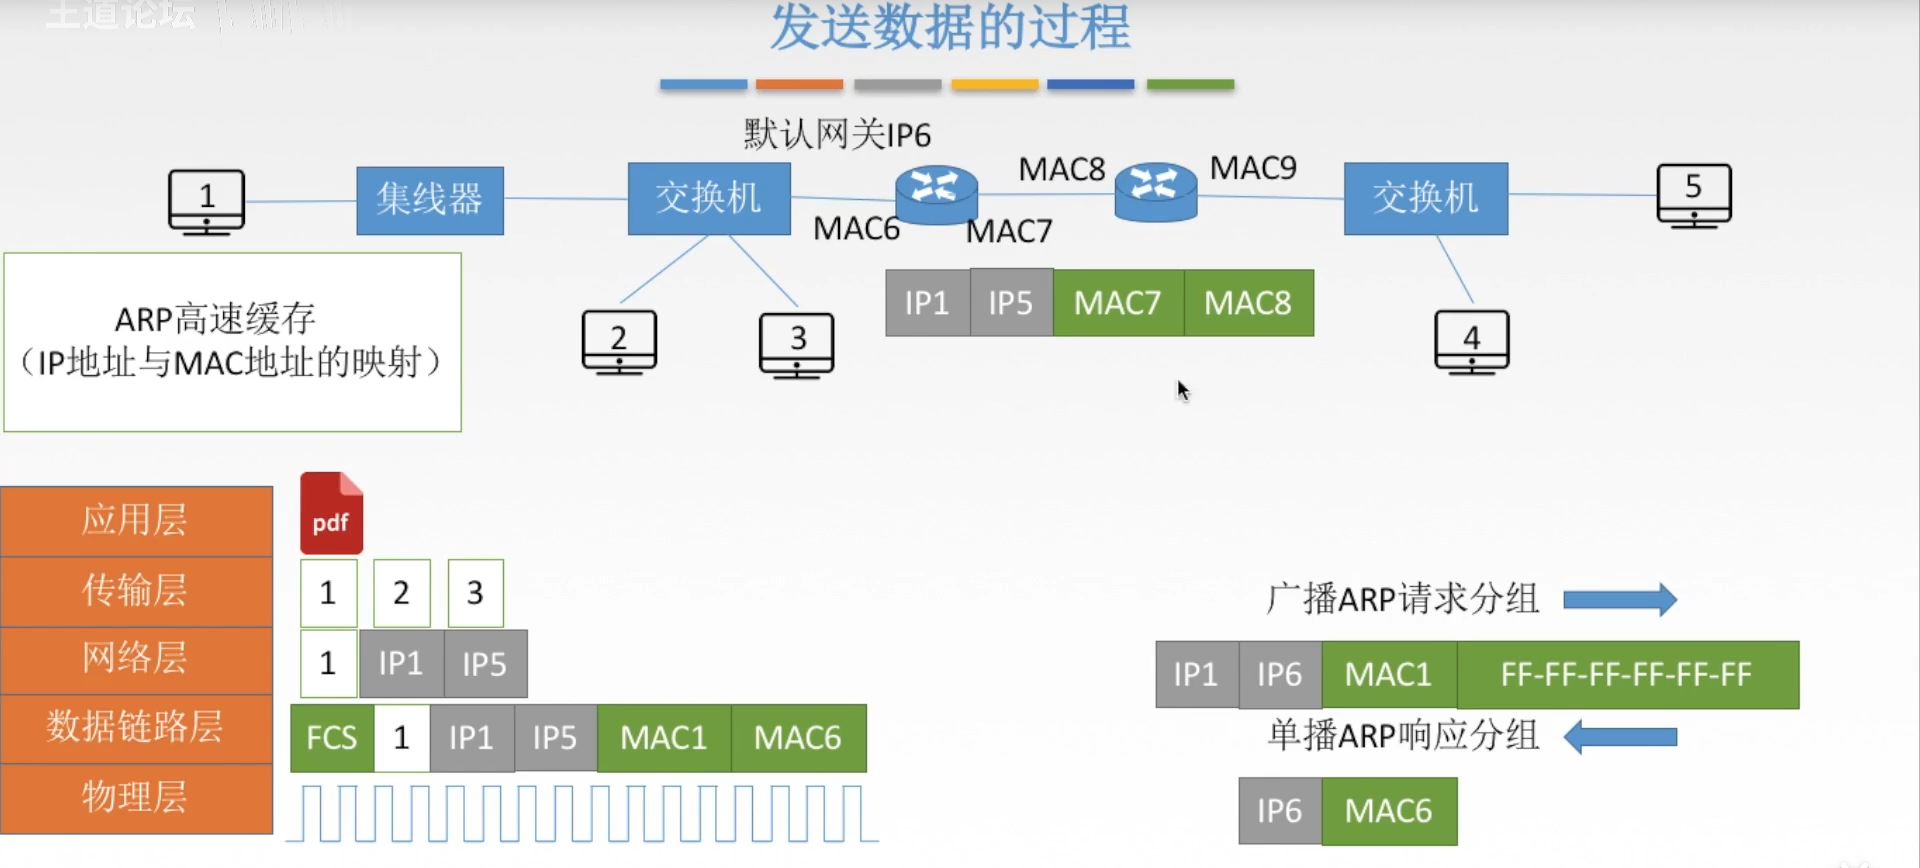 王道论坛
发送数据的过程
默认网关IP6
1
集线器
交换机
MAC6
MAC7
MAC8
MAC9
交换机
5
2
3
4
IP1 IP5 MAC7 MAC8
ARP高速缓存
（IP地址与MAC地址的映射）
应用层
pdf
传输层
1 2 3
网络层
1 IP1 IP5
数据链路层
FCS 1 IP1 IP5 MAC1 MAC6
物理层
广播ARP请求分组
IP1 IP6 MAC1 FF-FF-FF-FF-FF-FF
单播ARP响应分组
IP6 MAC6